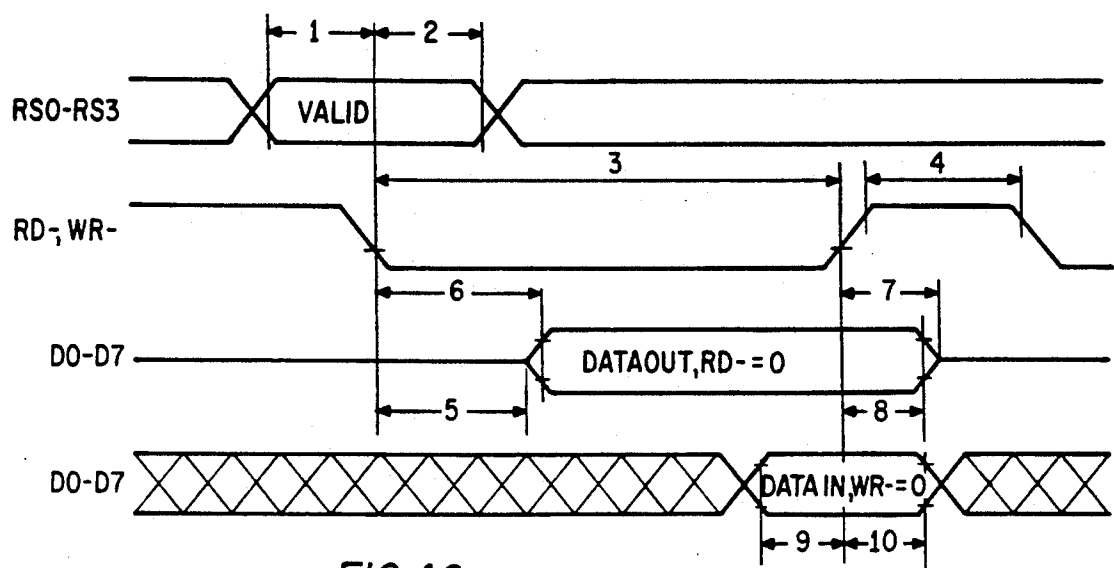 1 2
RS0-RS3 VALID
3 4
RD-, WR-
6 7
D0-D7 DATAOUT,RD-=0
5 8
D0-D7 DATA IN,WR-=0
9 10